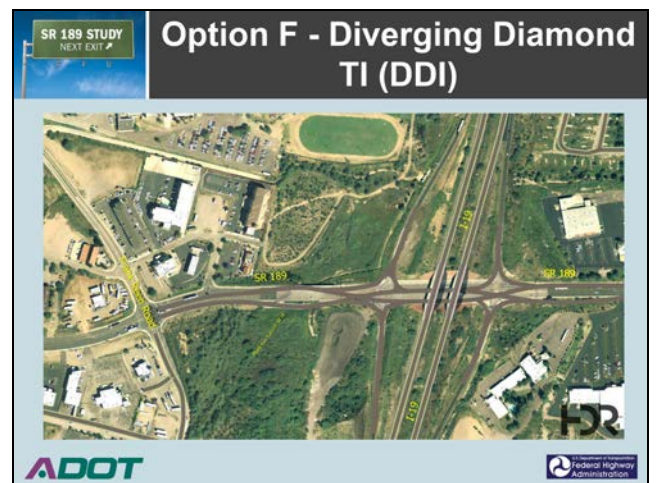 SR 189 STUDY
NEXT EXIT
Option F - Diverging Diamond
TI (DDI)
I-19
SR 189
SR 189
I-19
HDR
ADOT
U.S. Department of Transportation
Federal Highway
Administration